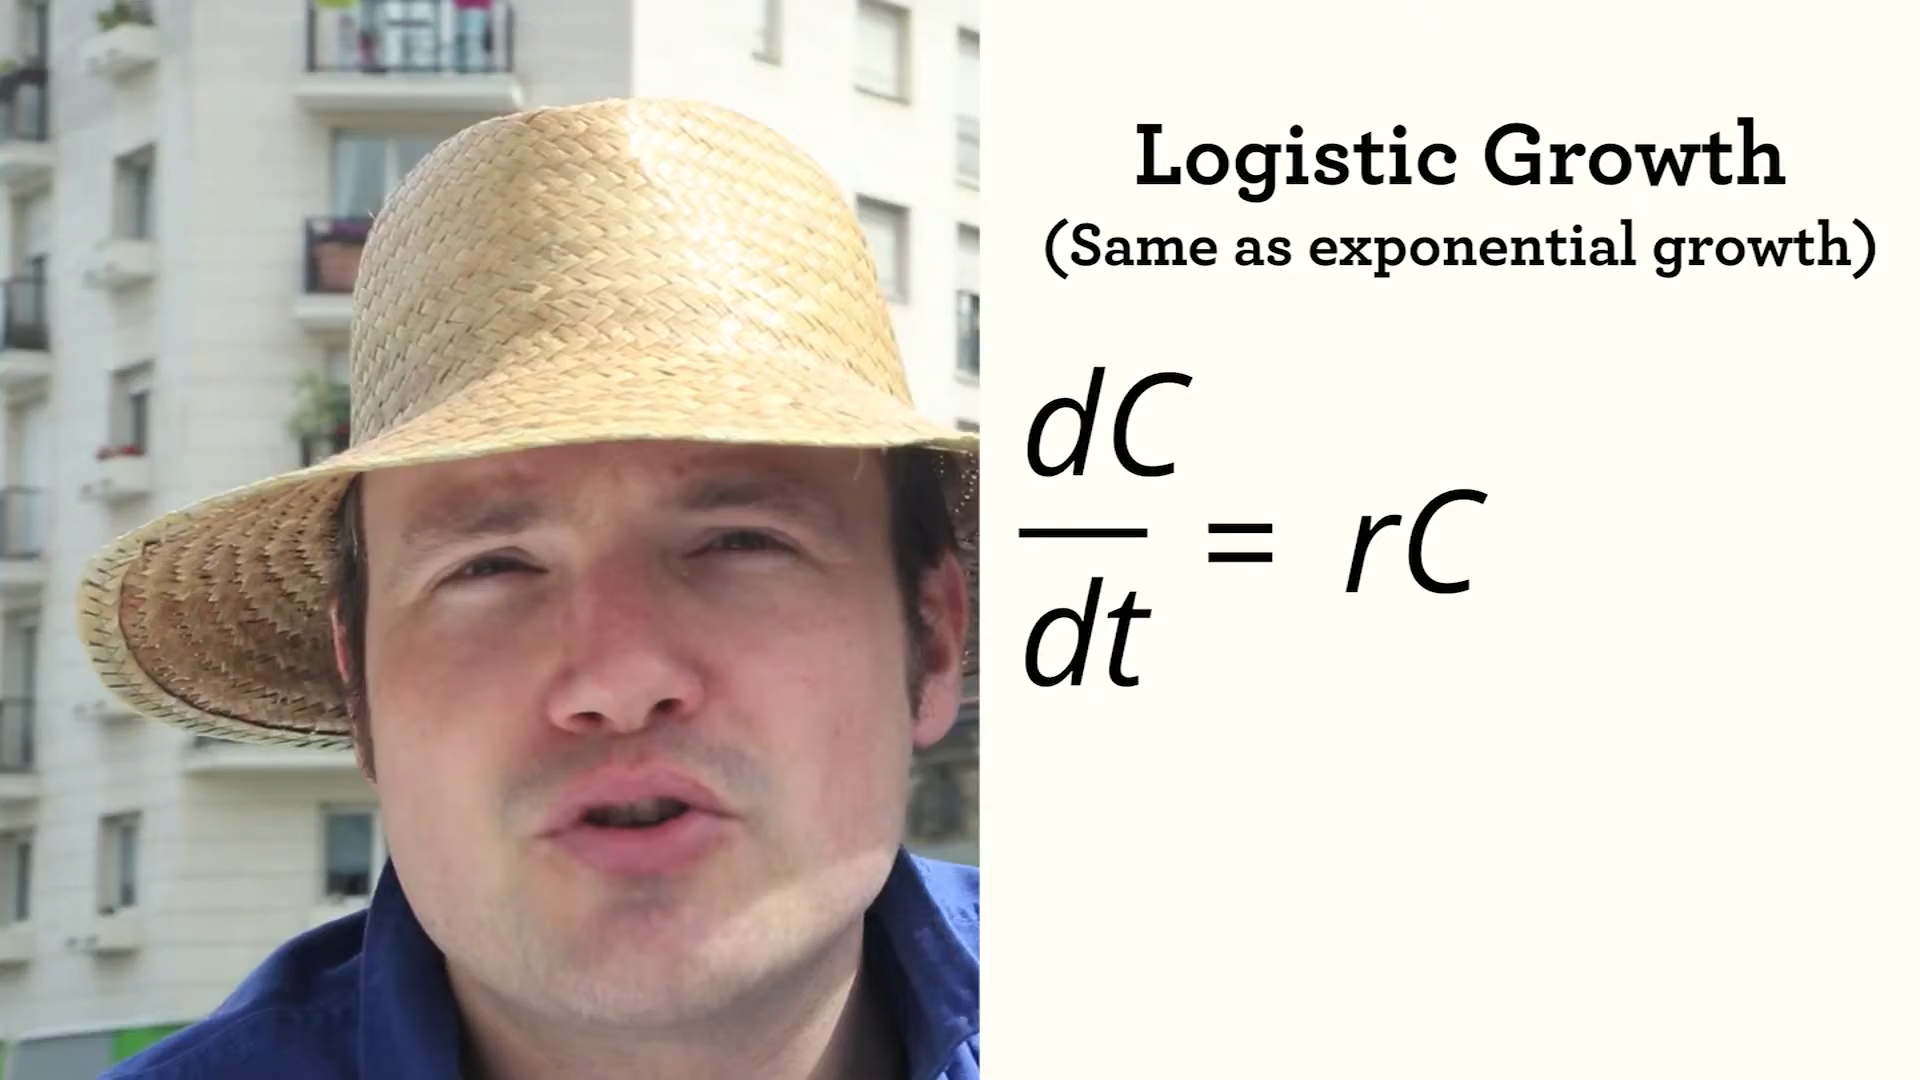 Logistic Growth
(Same as exponential growth)
dC
dt
= rC